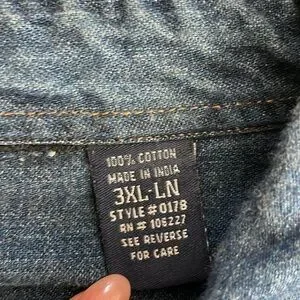 100% COTTON
MADE IN INDIA
3XL-LN
STYLE # 0178
RN # 106227
SEE REVERSE
FOR CARE